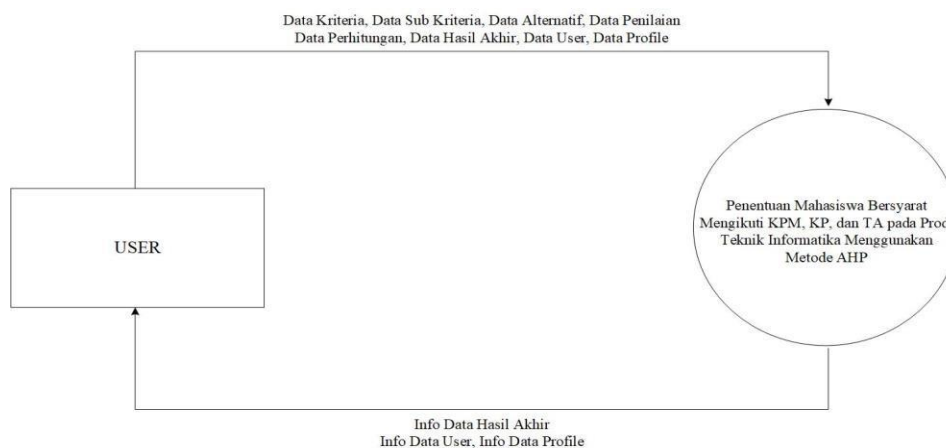 Data Kriteria, Data Sub Kriteria, Data Alternatif, Data Penilaian
Data Perhitungan, Data Hasil Akhir, Data User, Data Profile
USER
Penentuan Mahasiswa Bersyarat
Mengikuti KPM, KP, dan TA pada Prod
Teknik Informatika Menggunakan
Metode AHP
Info Data Hasil Akhir
Info Data User, Info Data Profile